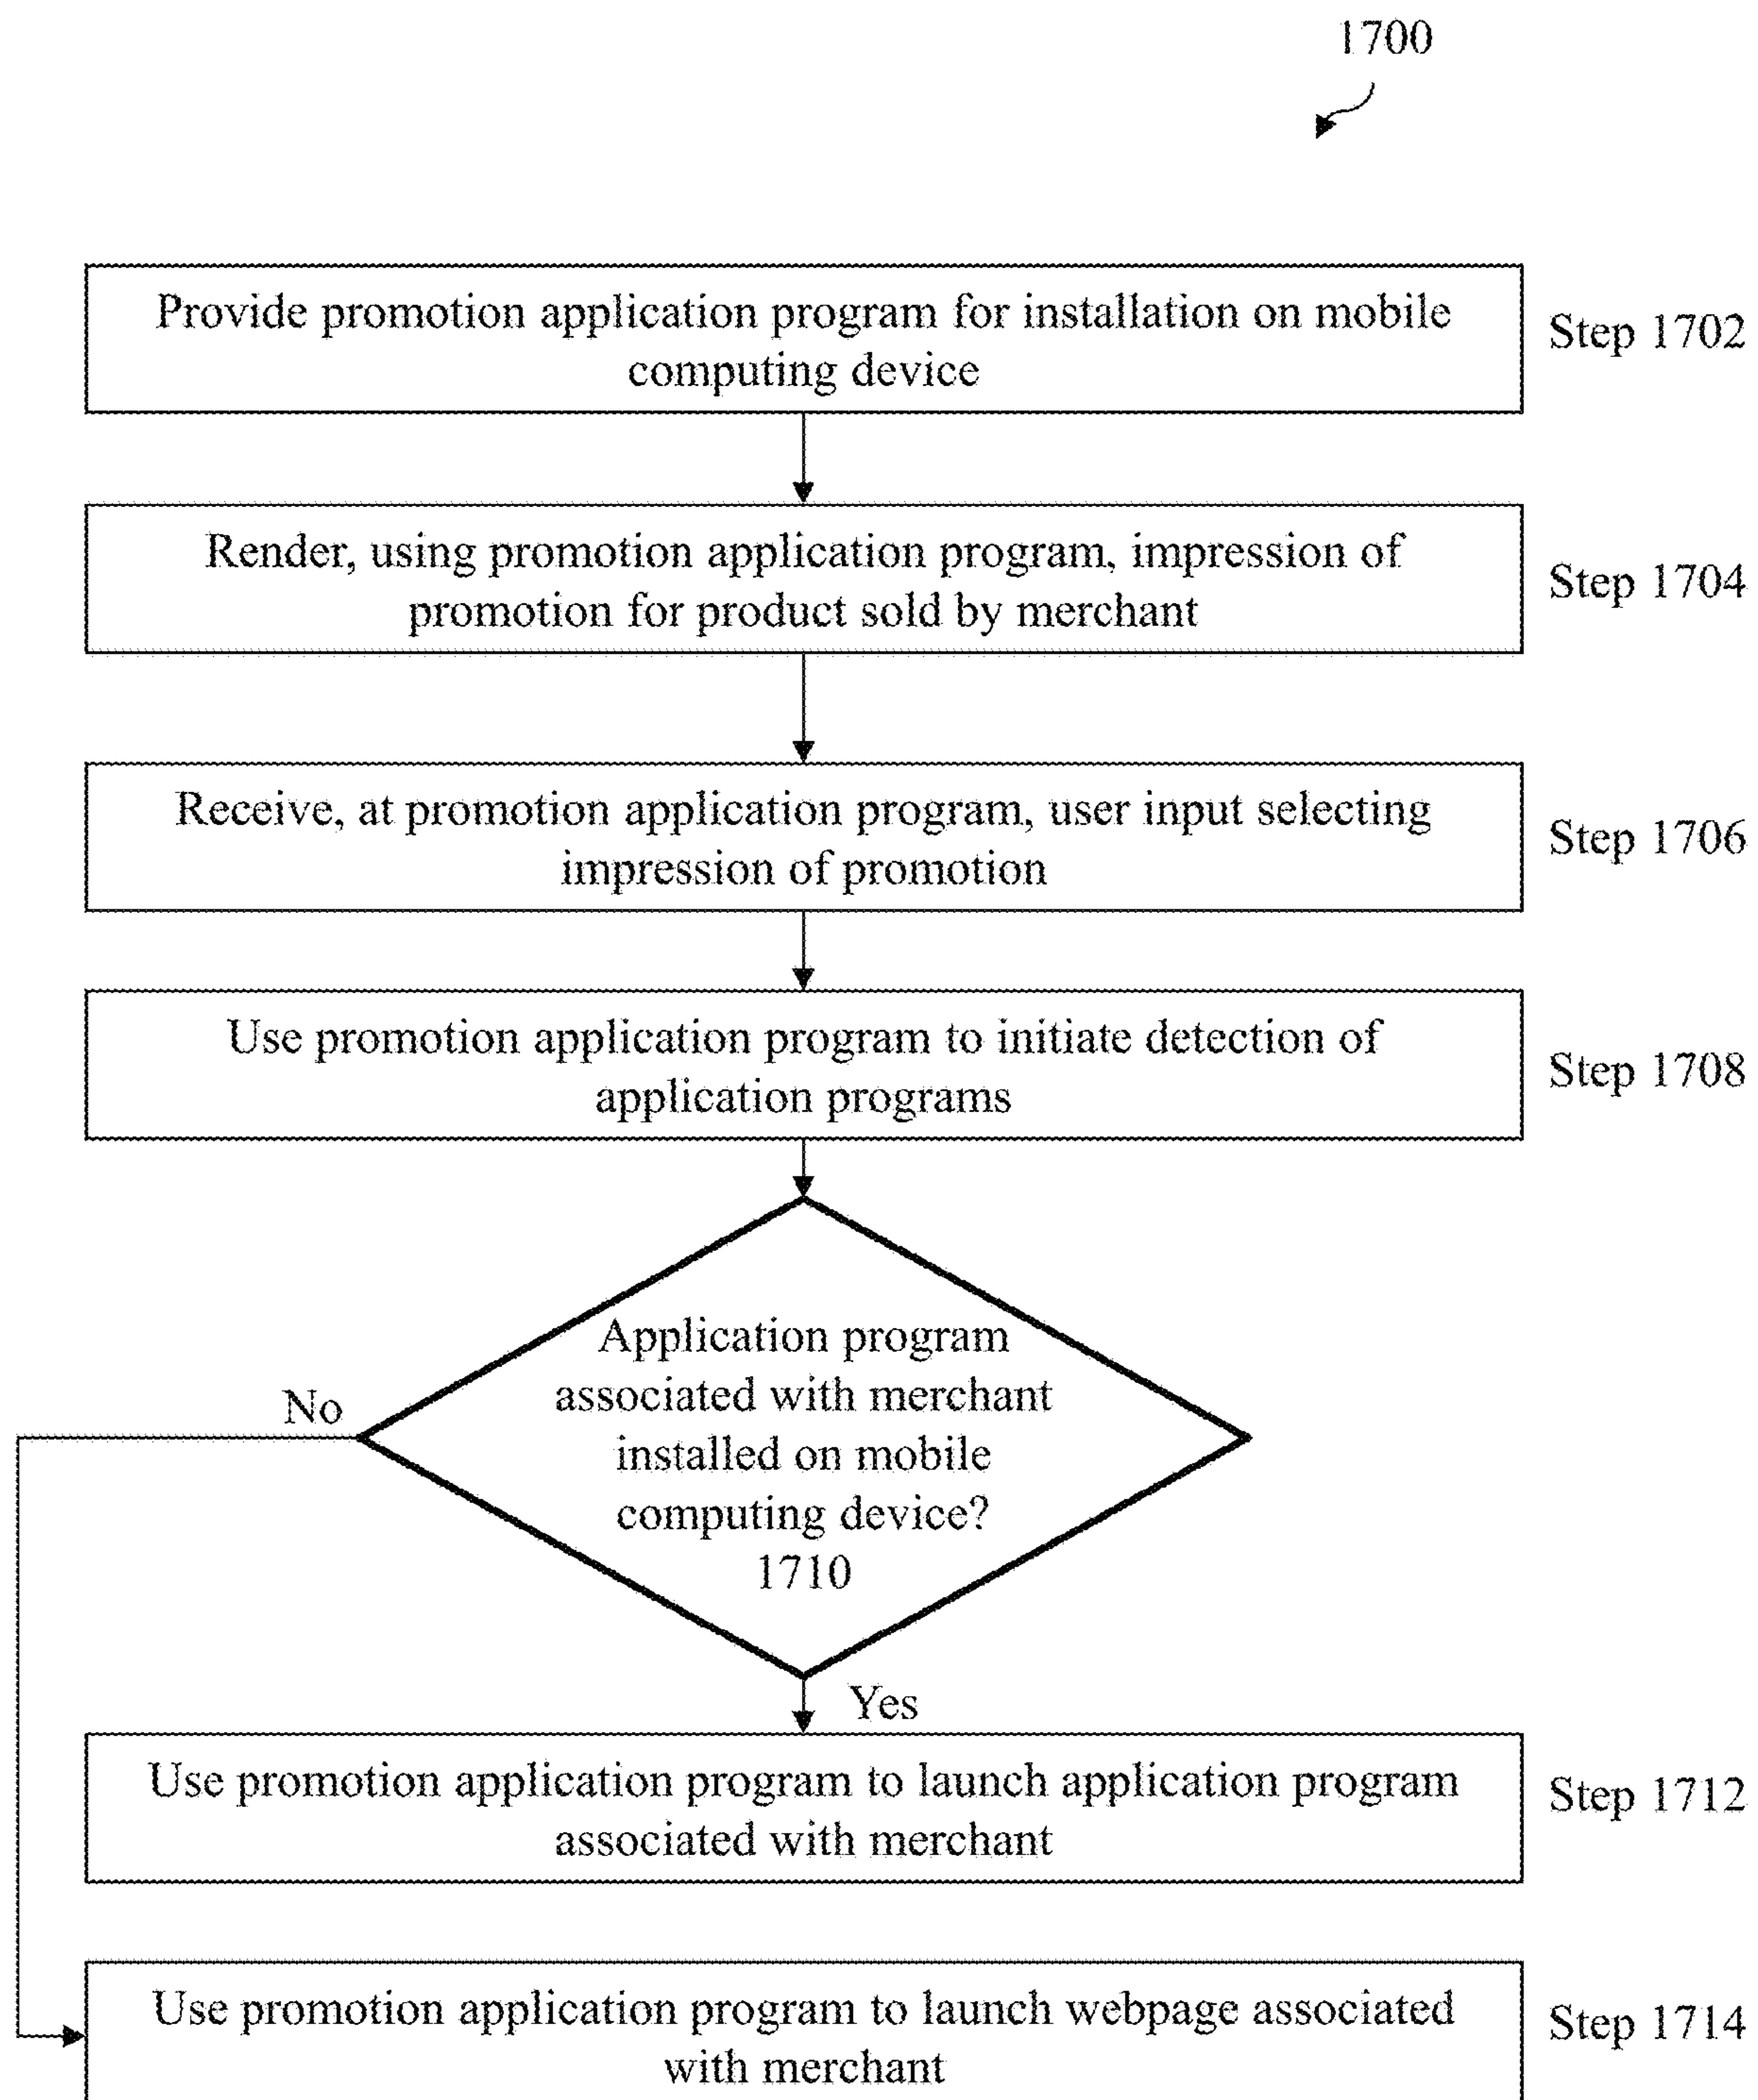 1700
Provide promotion application program for installation on mobile
computing device
Step 1702
Render, using promotion application program, impression of
promotion for product sold by merchant
Step 1704
Receive, at promotion application program, user input selecting
impression of promotion
Step 1706
Use promotion application program to initiate detection of
application programs
Step 1708
Application program
associated with merchant
installed on mobile
computing device?
1710
No
Yes
Use promotion application program to launch application program
associated with merchant
Step 1712
Use promotion application program to launch webpage associated
with merchant
Step 1714